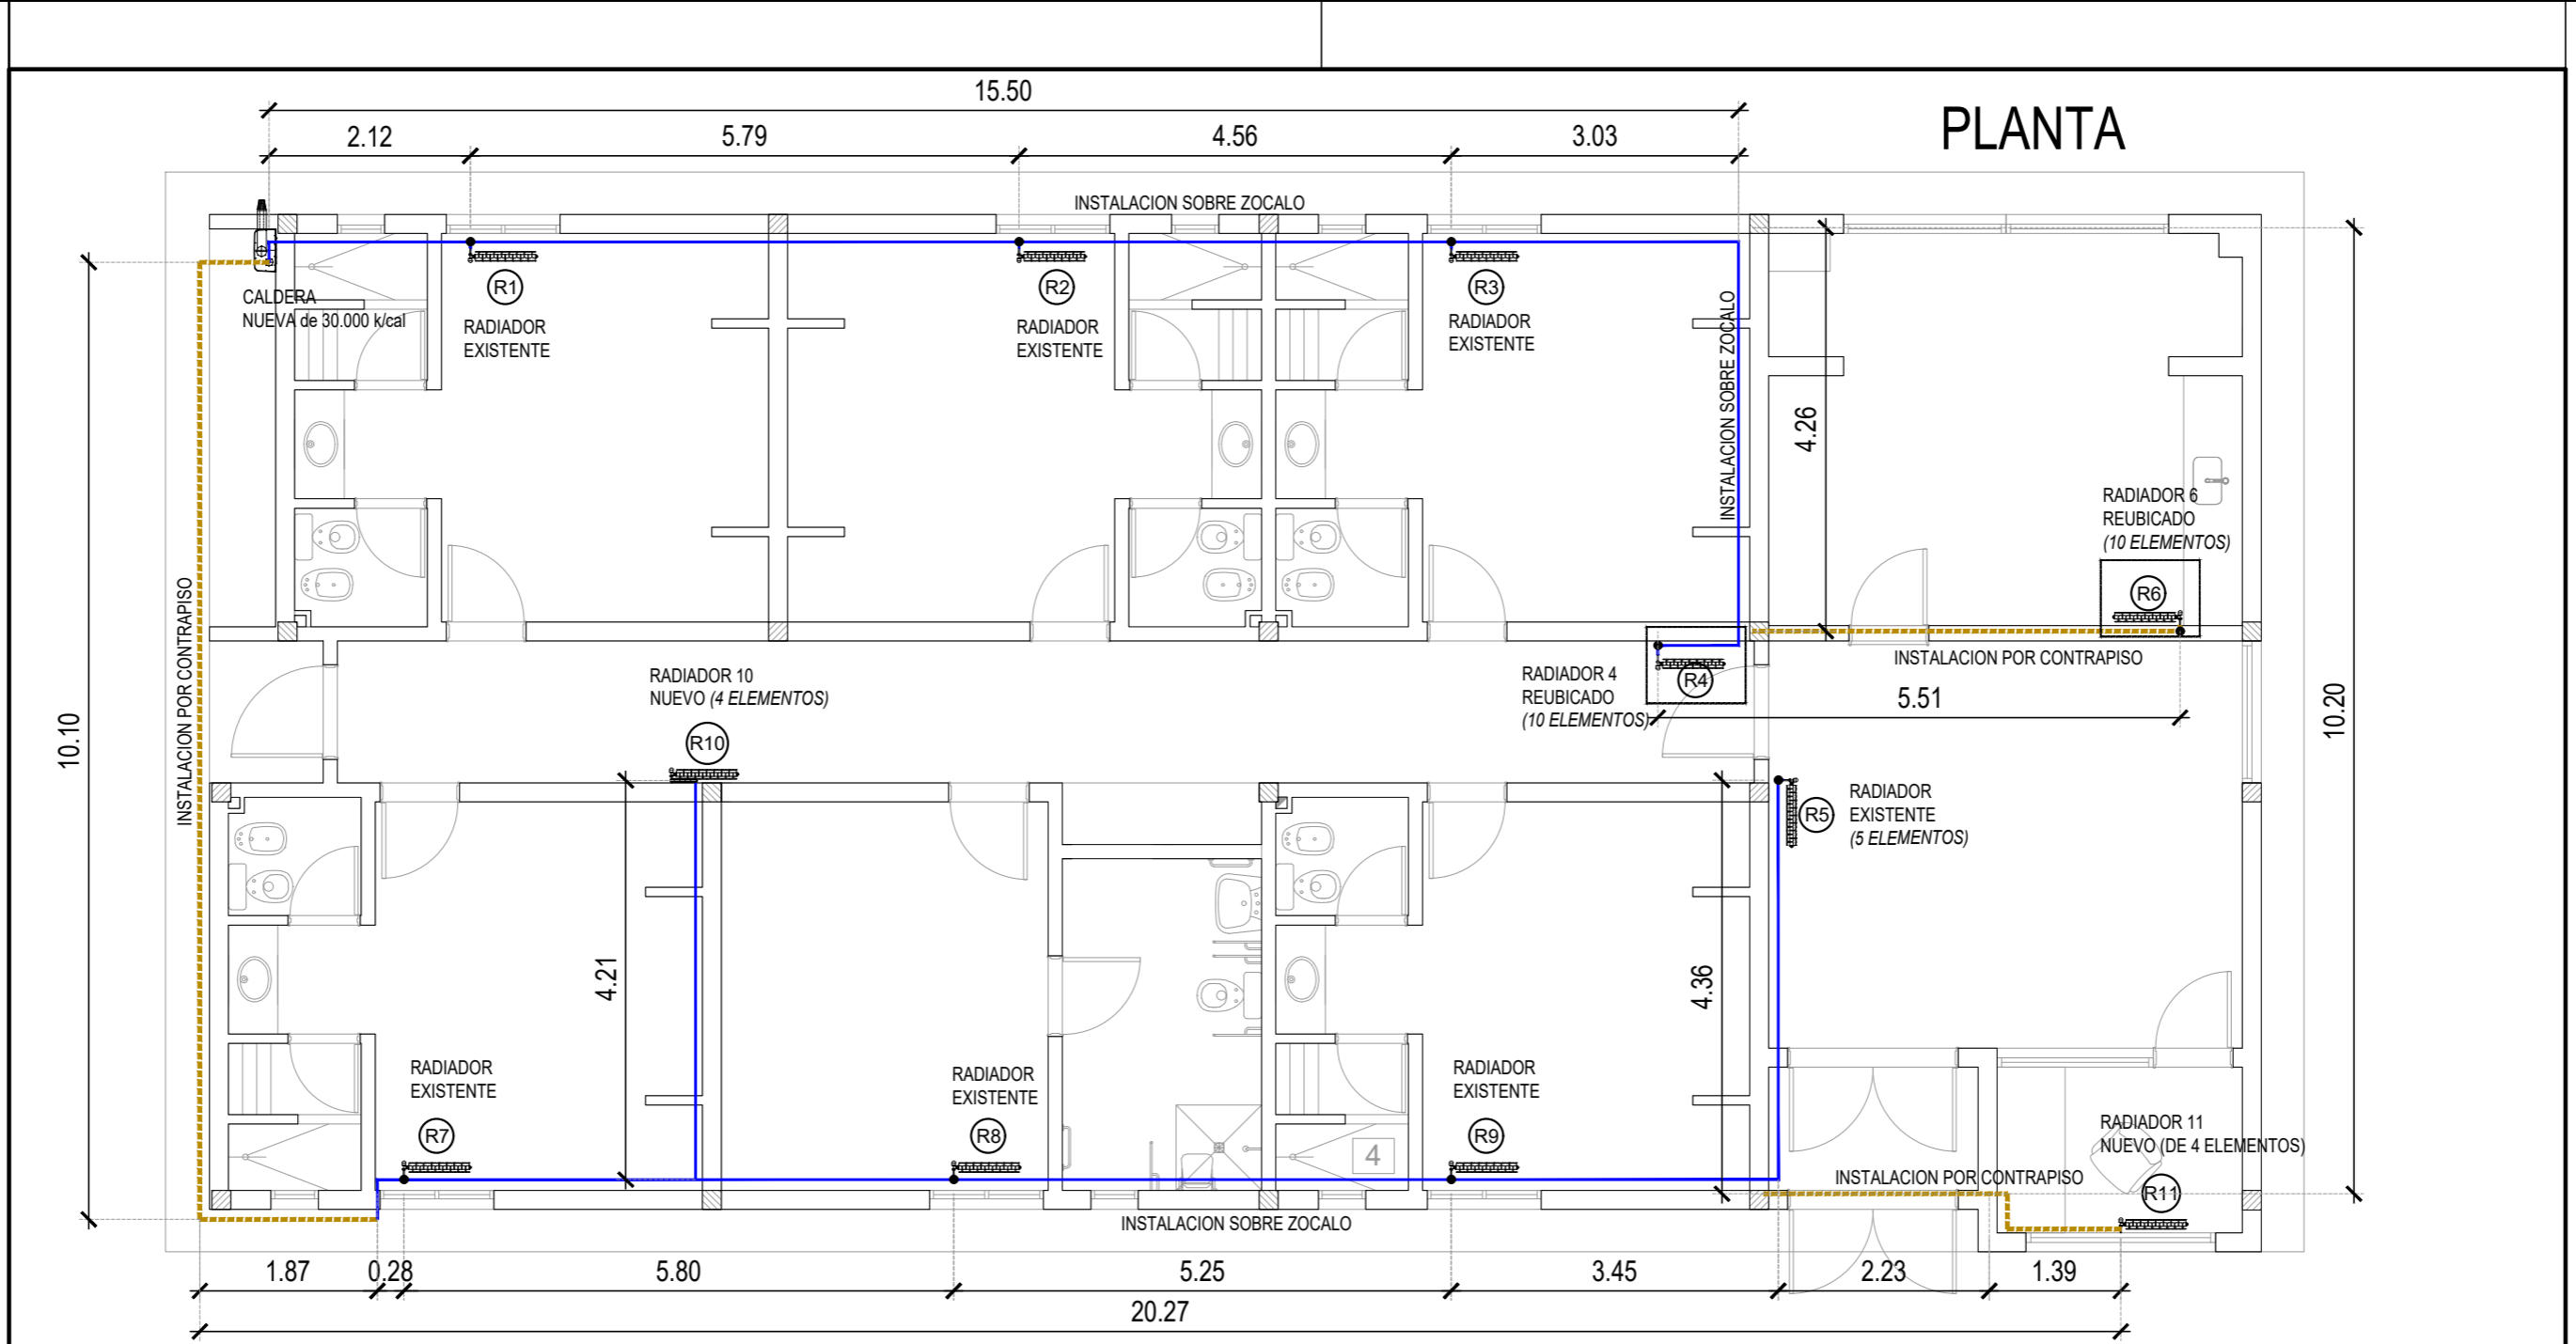 15.50
PLANTA
2.12
5.79
4.56
3.03
INSTALACION SOBRE ZOCALO
CALDERA
NUEVA de 30.000 k/cal
R1
RADIADOR
EXISTENTE
R2
RADIADOR
EXISTENTE
R3
RADIADOR
EXISTENTE
INSTALACION SOBRE ZOCALO
4.26
RADIADOR 6
REUBICADO
(10 ELEMENTOS)
R6
INSTALACION POR CONTRAPISO
5.51
10.20
INSTALACION POR CONTRAPISO
10.10
RADIADOR 10
NUEVO (4 ELEMENTOS)
R10
RADIADOR 4
REUBICADO
(10 ELEMENTOS)
R4
R5
RADIADOR
EXISTENTE
(5 ELEMENTOS)
4.21
4.36
RADIADOR
EXISTENTE
R7
RADIADOR
EXISTENTE
R8
RADIADOR
EXISTENTE
R9
4
RADIADOR 11
NUEVO (DE 4 ELEMENTOS)
INSTALACION POR CONTRAPISO
R11
INSTALACION SOBRE ZOCALO
1.87
0.28
5.80
5.25
3.45
2.23
1.39
20.27